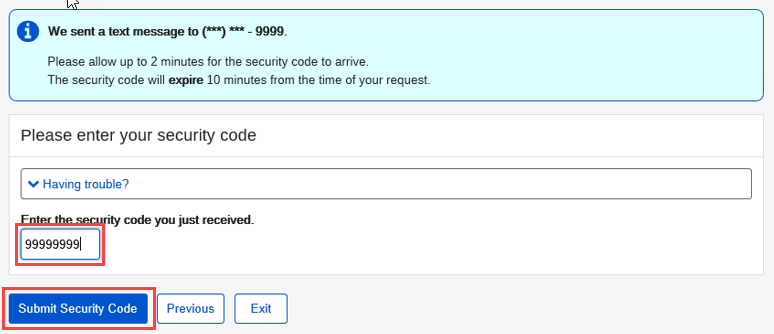 We sent a text message to (***) *** - 9999.
Please allow up to 2 minutes for the security code to arrive.
The security code will expire 10 minutes from the time of your request.
Please enter your security code
Having trouble?
Enter the security code you just received.
99999999
Submit Security Code
Previous
Exit